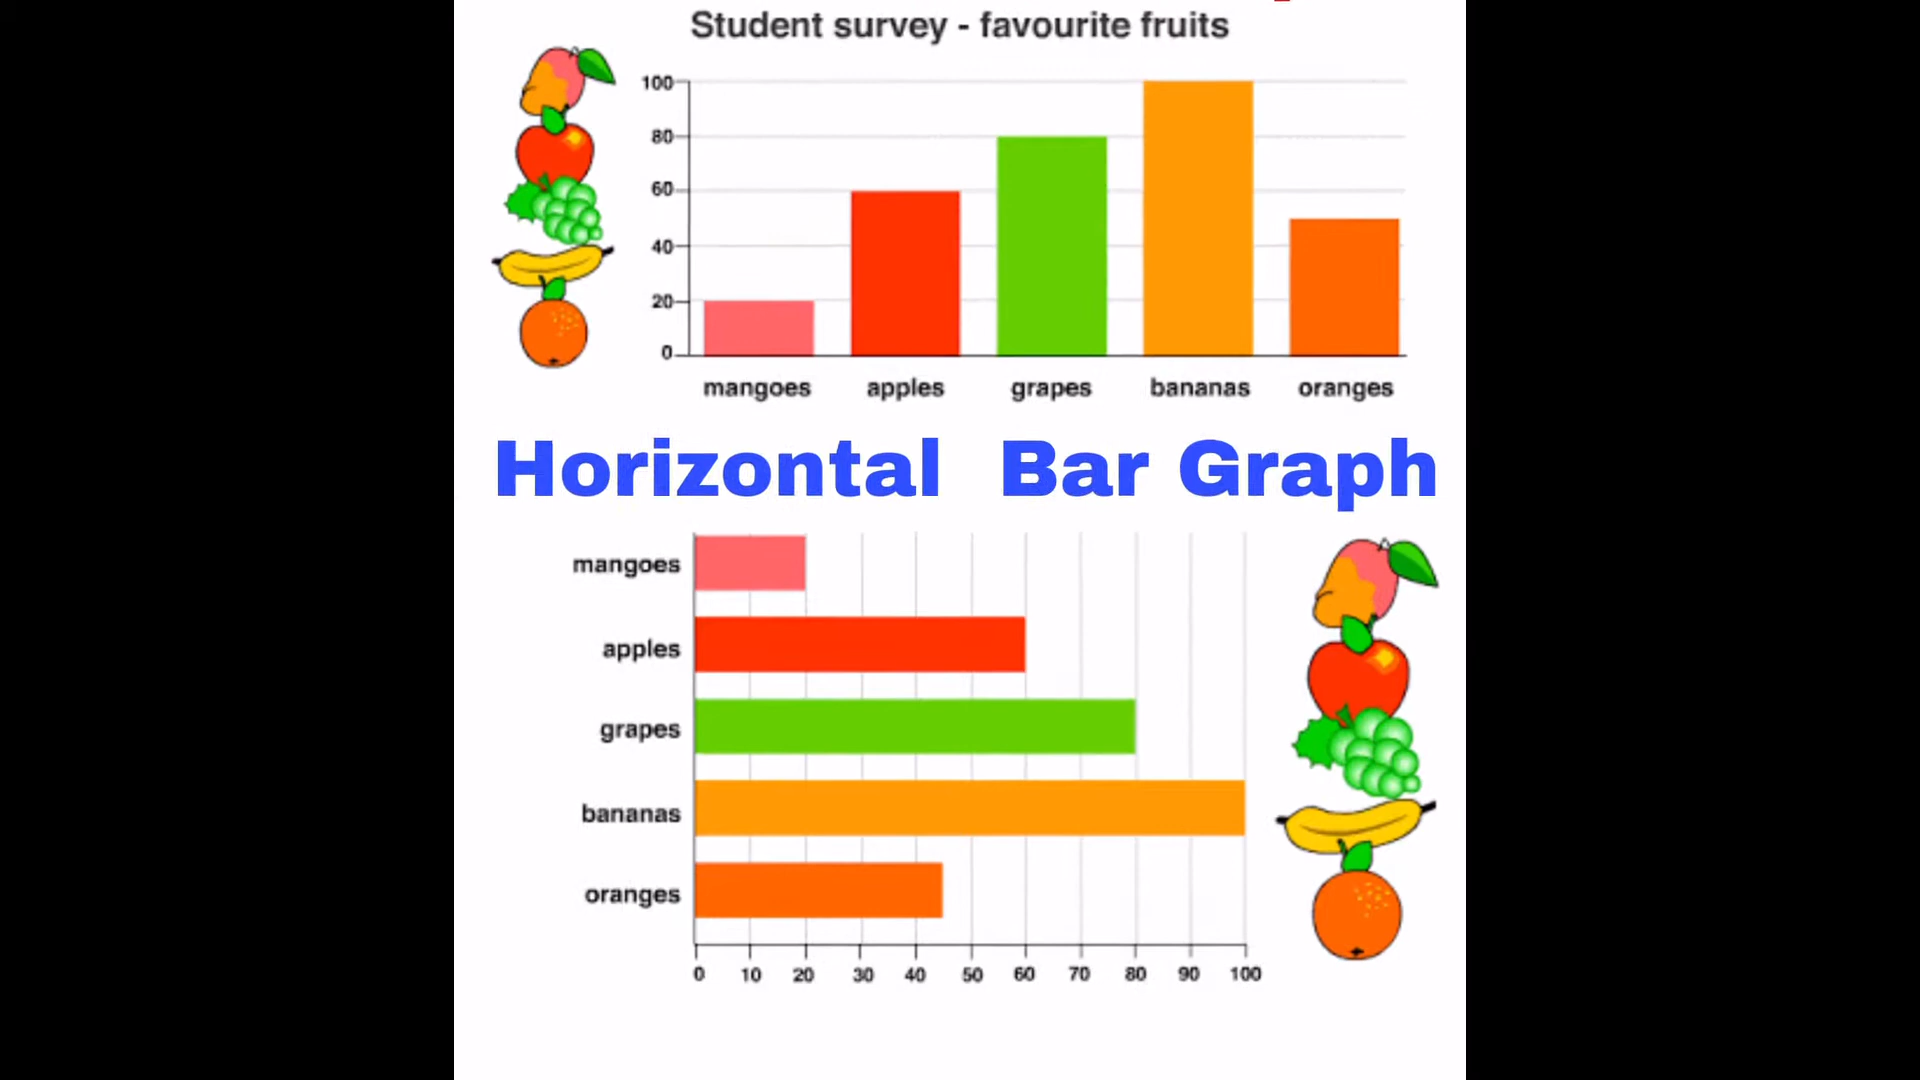 Student survey - favourite fruits
100
80
60
40
20
0
mangoes apples grapes bananas oranges
Horizontal Bar Graph
mangoes
apples
grapes
bananas
oranges
0 10 20 30 40 50 60 70 80 90 100